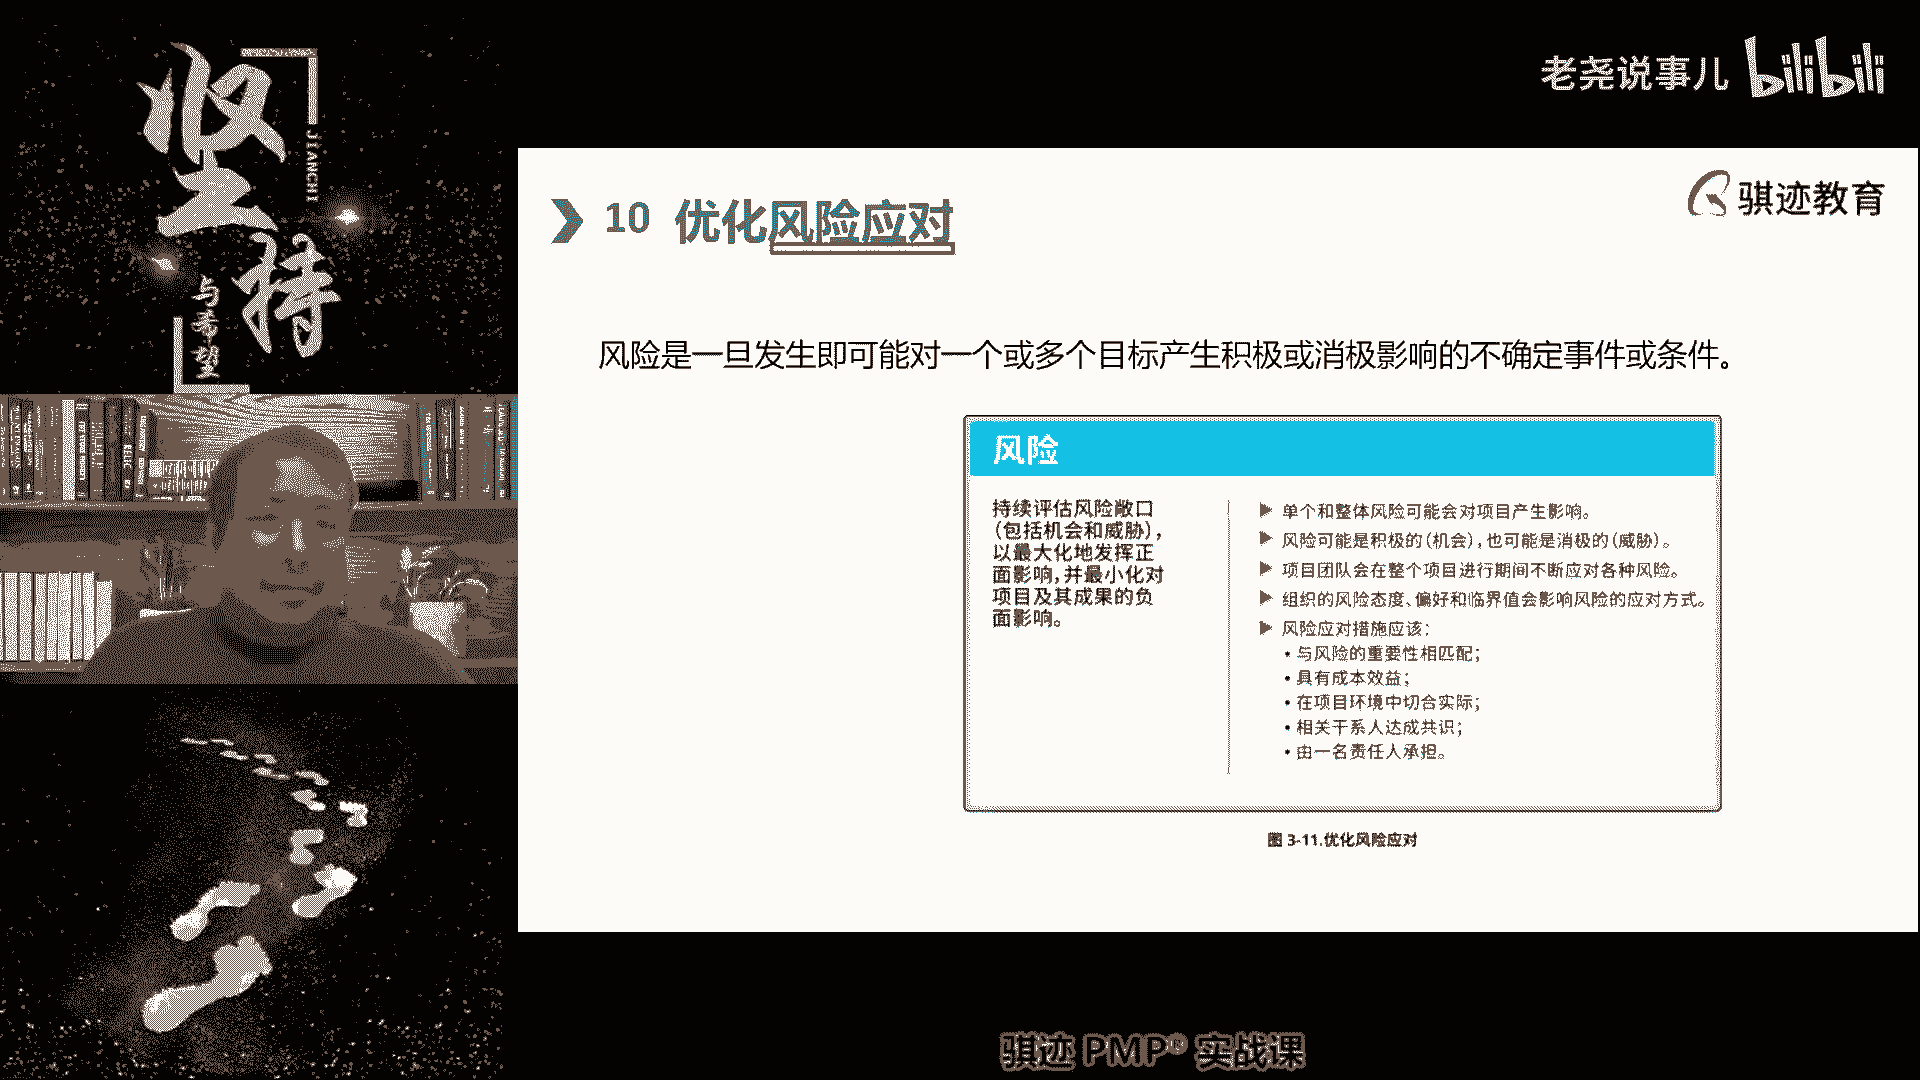 坚持
JIANCHI
与希望
老尧说事儿 bilibili
骐迹教育
10 优化风险应对
风险是一旦发生即可能对一个或多个目标产生积极或消极影响的不确定事件或条件。
风险
持续评估风险敞口
(包括机会和威胁),
以最大化地发挥正
面影响,并最小化对
项目及其成果的负
面影响。
单个和整体风险可能会对项目产生影响。
风险可能是积极的(机会),也可能是消极的(威胁)。
项目团队会在整个项目进行期间不断应对各种风险。
组织的风险态度、偏好和临界值会影响风险的应对方式。
风险应对措施应该:
• 与风险的重要性相匹配;
• 具有成本效益;
• 在项目环境中切合实际;
• 相关干系人达成共识;
• 由一名责任人承担。
图 3-11.优化风险应对
骐迹 PMP® 实战课